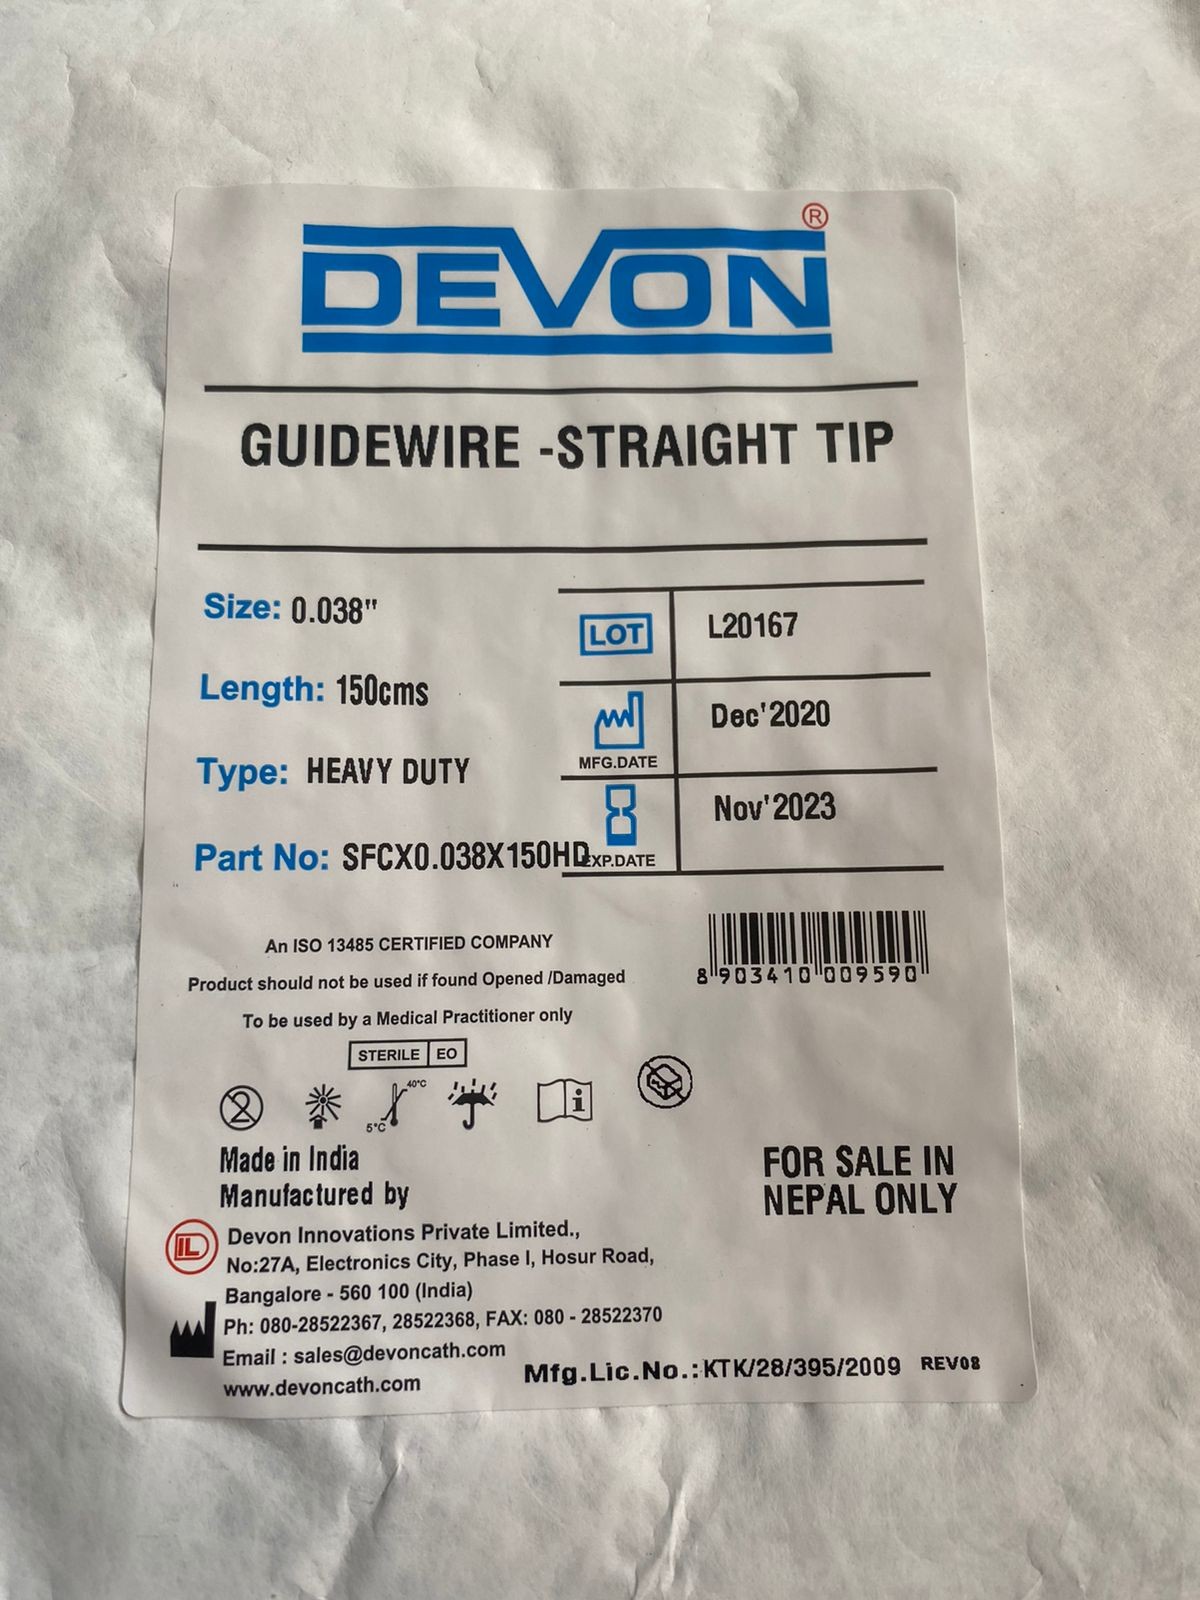 DEVON®
GUIDEWIRE -STRAIGHT TIP
Size: 0.038"
Length: 150cms
Type: HEAVY DUTY
Part No: SFCX0.038X150HD
LOT L20167
MFG.DATE Dec'2020
EXP.DATE Nov'2023
An ISO 13485 CERTIFIED COMPANY
Product should not be used if found Opened /Damaged
To be used by a Medical Practitioner only
8 903410 009590
STERILE EO
2
40°C
5°C
i
Made in India
Manufactured by
FOR SALE IN
NEPAL ONLY
DIL
Devon Innovations Private Limited.,
No:27A, Electronics City, Phase I, Hosur Road,
Bangalore - 560 100 (India)
Ph: 080-28522367, 28522368, FAX: 080 - 28522370
Email : sales@devoncath.com
www.devoncath.com
Mfg.Lic.No.:KTK/28/395/2009 REV08